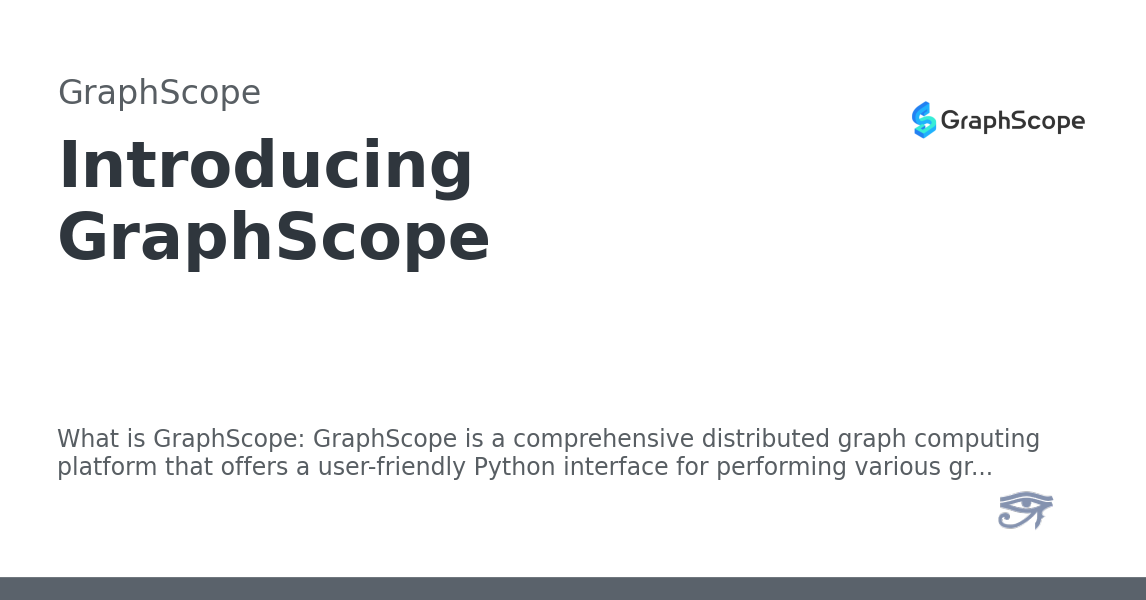 GraphScope
GraphScope
Introducing
GraphScope
What is GraphScope: GraphScope is a comprehensive distributed graph computing
platform that offers a user-friendly Python interface for performing various gr...